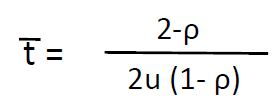 t̅ = 2-ρ
2u (1- ρ)